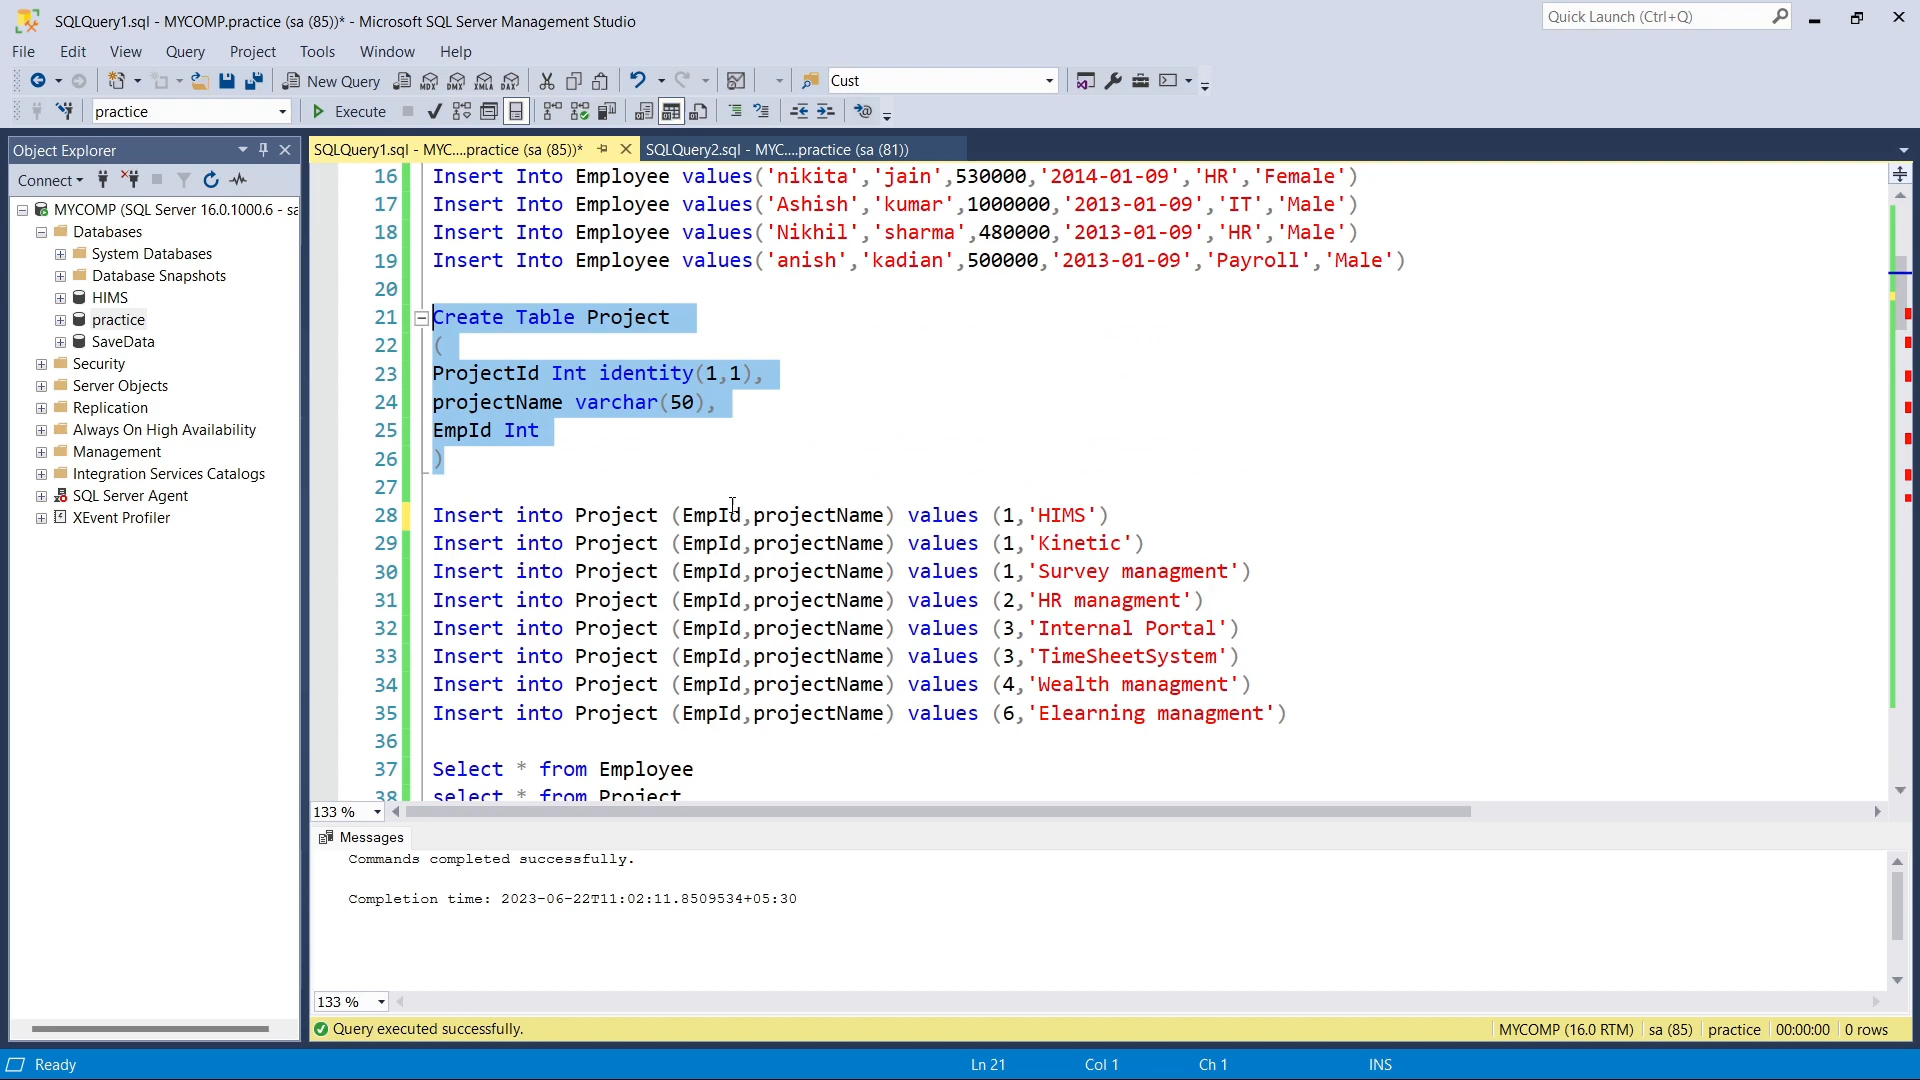 SQLQuery1.sql - MYCOMP.practice (sa (85))* - Microsoft SQL Server Management Studio
Quick Launch (Ctrl+Q)
File Edit View Query Project Tools Window Help
New Query
MDX DMX XMLA DAX
Cust
practice
Execute
Object Explorer
SQLQuery1.sql - MYC....practice (sa (85))*
SQLQuery2.sql - MYC....practice (sa (81))
Connect
MYCOMP (SQL Server 16.0.1000.6 - sa
Databases
System Databases
Database Snapshots
HIMS
practice
SaveData
Security
Server Objects
Replication
Always On High Availability
Management
Integration Services Catalogs
SQL Server Agent
XEvent Profiler
16 Insert Into Employee values('nikita','jain',530000,'2014-01-09','HR','Female')
17 Insert Into Employee values('Ashish','kumar',1000000,'2013-01-09','IT','Male')
18 Insert Into Employee values('Nikhil','sharma',480000,'2013-01-09','HR','Male')
19 Insert Into Employee values('anish','kadian',500000,'2013-01-09','Payroll','Male')
20
21 Create Table Project
22 (
23 ProjectId Int identity(1,1),
24 projectName varchar(50),
25 EmpId Int
26 )
27
28 Insert into Project (EmpId,projectName) values (1,'HIMS')
29 Insert into Project (EmpId,projectName) values (1,'Kinetic')
30 Insert into Project (EmpId,projectName) values (1,'Survey managment')
31 Insert into Project (EmpId,projectName) values (2,'HR managment')
32 Insert into Project (EmpId,projectName) values (3,'Internal Portal')
33 Insert into Project (EmpId,projectName) values (3,'TimeSheetSystem')
34 Insert into Project (EmpId,projectName) values (4,'Wealth managment')
35 Insert into Project (EmpId,projectName) values (6,'Elearning managment')
36
37 Select * from Employee
38 select * from Project
133 %
Messages
Commands completed successfully.
Completion time: 2023-06-22T11:02:11.8509534+05:30
133 %
Query executed successfully.
MYCOMP (16.0 RTM) sa (85) practice 00:00:00 0 rows
Ready
Ln 21 Col 1 Ch 1 INS